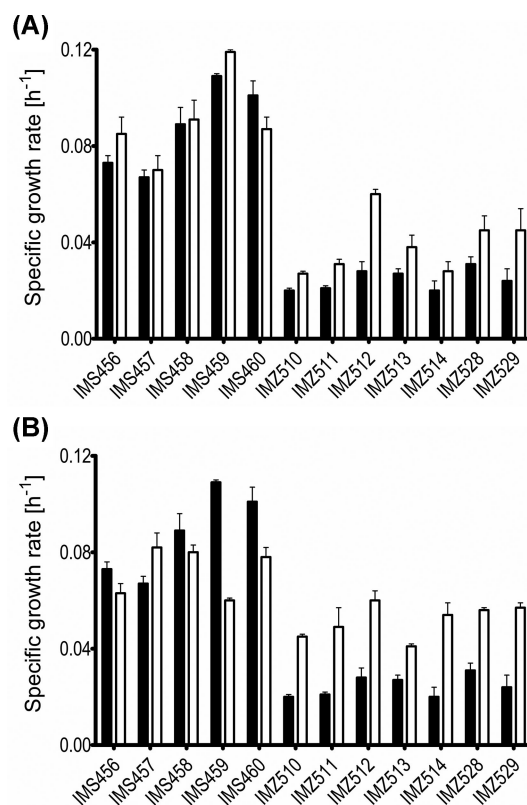 (A)
Specific growth rate [h⁻¹]
0.12
0.08
0.04
0.00
IMS456 IMS457 IMS458 IMS459 IMS460 IMZ510 IMZ511 IMZ512 IMZ513 IMZ514 IMZ528 IMZ529
(B)
Specific growth rate [h⁻¹]
0.12
0.08
0.04
0.00
IMS456 IMS457 IMS458 IMS459 IMS460 IMZ510 IMZ511 IMZ512 IMZ513 IMZ514 IMZ528 IMZ529